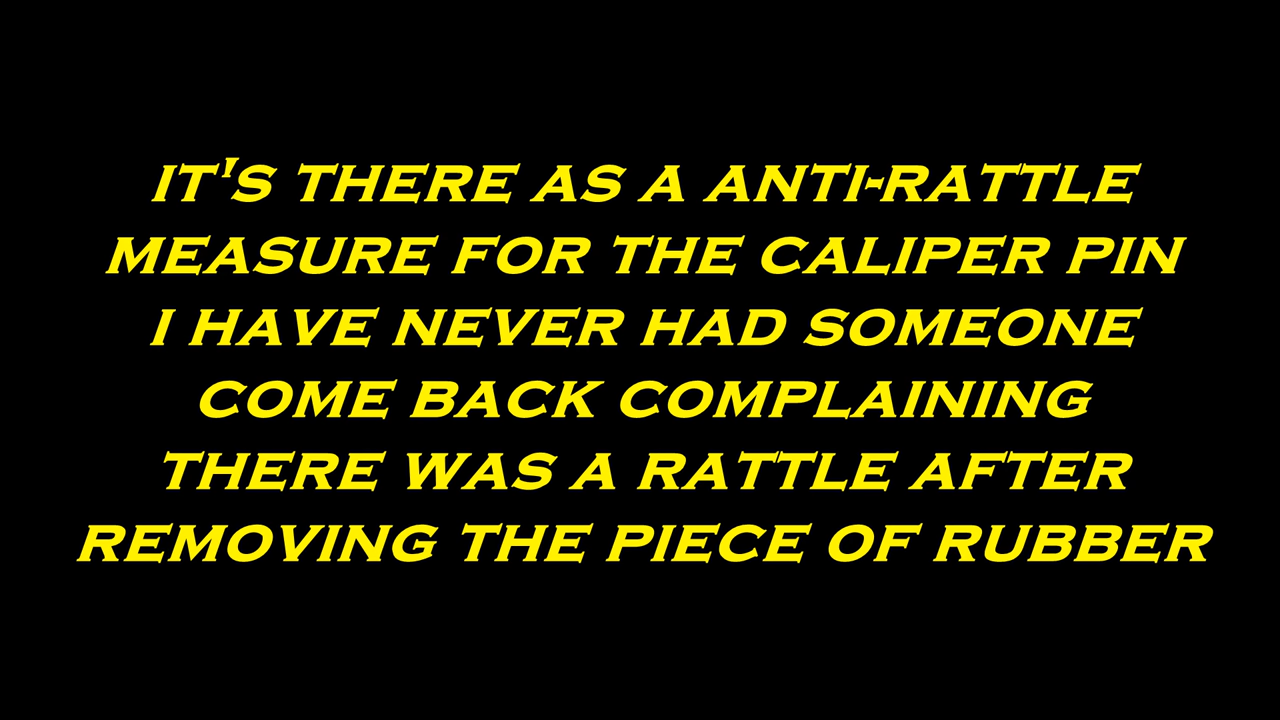 IT'S THERE AS A ANTI-RATTLE
MEASURE FOR THE CALIPER PIN
I HAVE NEVER HAD SOMEONE
COME BACK COMPLAINING
THERE WAS A RATTLE AFTER
REMOVING THE PIECE OF RUBBER